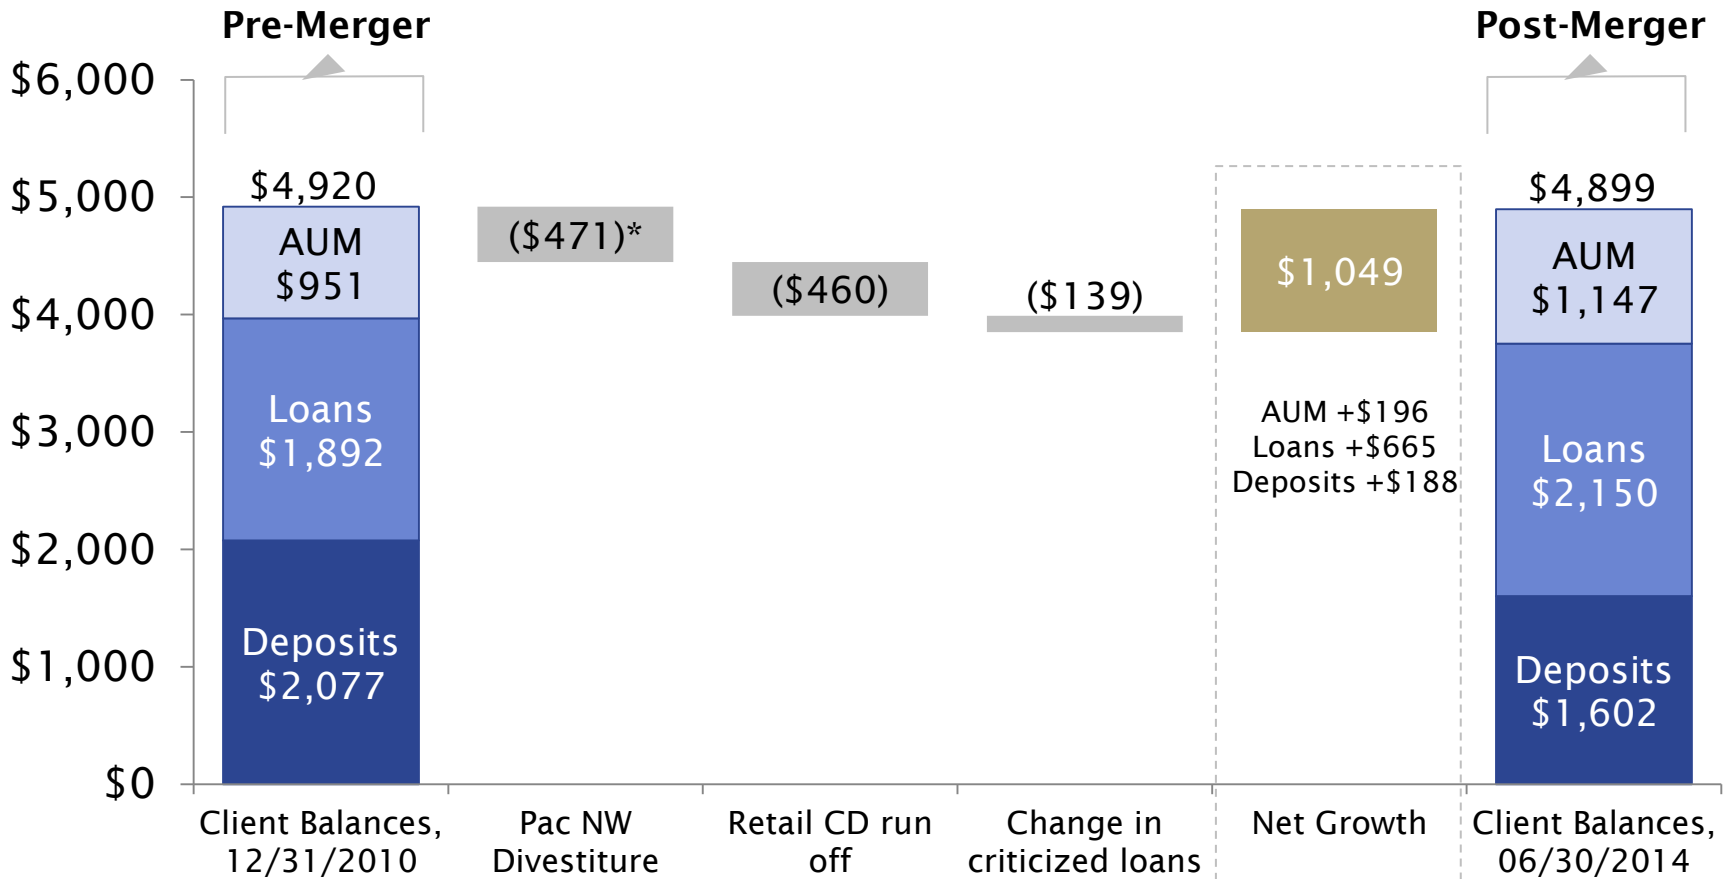 Pre-Merger
Post-Merger
$6,000
$5,000
$4,000
$3,000
$2,000
$1,000
$0
$4,920
AUM
$951
Loans
$1,892
Deposits
$2,077
($471)*
($460)
($139)
$1,049
AUM +$196
Loans +$665
Deposits +$188
$4,899
AUM
$1,147
Loans
$2,150
Deposits
$1,602
Client Balances,
12/31/2010
Pac NW
Divestiture
Retail CD run
off
Change in
criticized loans
Net Growth
Client Balances,
06/30/2014